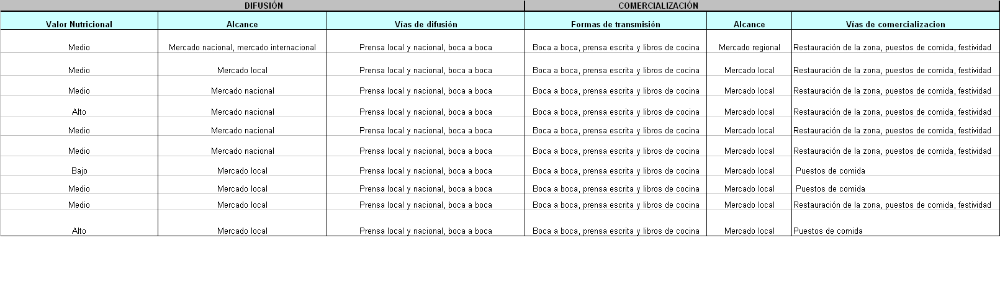 DIFUSIÓN COMERCIALIZACIÓN
Valor Nutricional Alcance Vías de difusión Formas de transmisión Alcance Vías de comercializacion
Medio Mercado nacional, mercado internacional Prensa local y nacional, boca a boca Boca a boca, prensa escrita y libros de cocina Mercado regional Restauración de la zona, puestos de comida, festividad
Medio Mercado local Prensa local y nacional, boca a boca Boca a boca, prensa escrita y libros de cocina Mercado local Restauración de la zona, puestos de comida, festividad
Medio Mercado nacional Prensa local y nacional, boca a boca Boca a boca, prensa escrita y libros de cocina Mercado local Restauración de la zona, puestos de comida, festividad
Alto Mercado nacional Prensa local y nacional, boca a boca Boca a boca, prensa escrita y libros de cocina Mercado local Restauración de la zona, puestos de comida, festividad
Medio Mercado nacional Prensa local y nacional, boca a boca Boca a boca, prensa escrita y libros de cocina Mercado local Restauración de la zona, puestos de comida, festividad
Medio Mercado nacional Prensa local y nacional, boca a boca Boca a boca, prensa escrita y libros de cocina Mercado local Restauración de la zona, puestos de comida, festividad
Bajo Mercado local Prensa local y nacional, boca a boca Boca a boca, prensa escrita y libros de cocina Mercado local Puestos de comida
Medio Mercado local Prensa local y nacional, boca a boca Boca a boca, prensa escrita y libros de cocina Mercado local Puestos de comida
Medio Mercado local Prensa local y nacional, boca a boca Boca a boca, prensa escrita y libros de cocina Mercado local Restauración de la zona, puestos de comida, festividad
Alto Mercado local Prensa local y nacional, boca a boca Boca a boca, prensa escrita y libros de cocina Mercado local Puestos de comida